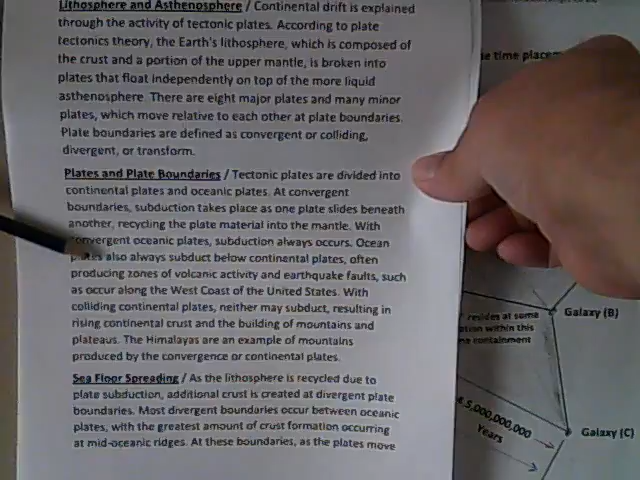 Lithosphere and Asthenosphere / Continental drift is explained
through the activity of tectonic plates. According to plate
tectonics theory, the Earth's lithosphere, which is composed of
the crust and a portion of the upper mantle, is broken into
plates that float independently on top of the more liquid
asthenosphere. There are eight major plates and many minor
plates, which move relative to each other at plate boundaries.
Plate boundaries are defined as convergent or colliding,
divergent, or transform.
Plates and Plate Boundaries / Tectonic plates are divided into
continental plates and oceanic plates. At convergent
boundaries, subduction takes place as one plate slides beneath
another, recycling the plate material into the mantle. With
convergent oceanic plates, subduction always occurs. Ocean
plates also always subduct below continental plates, often
producing zones of volcanic activity and earthquake faults, such
as occur along the West Coast of the United States. With
colliding continental plates, neither may subduct, resulting in
rising continental crust and the building of mountains and
plateaus. The Himalayas are an example of mountains
produced by the convergence or continental plates.
Sea Floor Spreading / As the lithosphere is recycled due to
plate subduction, additional crust is created at divergent plate
boundaries. Most divergent boundaries occur between oceanic
plates, with the greatest amount of crust formation occurring
at mid-oceanic ridges. At these boundaries, as the plates move
e time placem
resides at some
ation within this
containment
Galaxy (B)
5,000,000,000
Years
Galaxy (C)